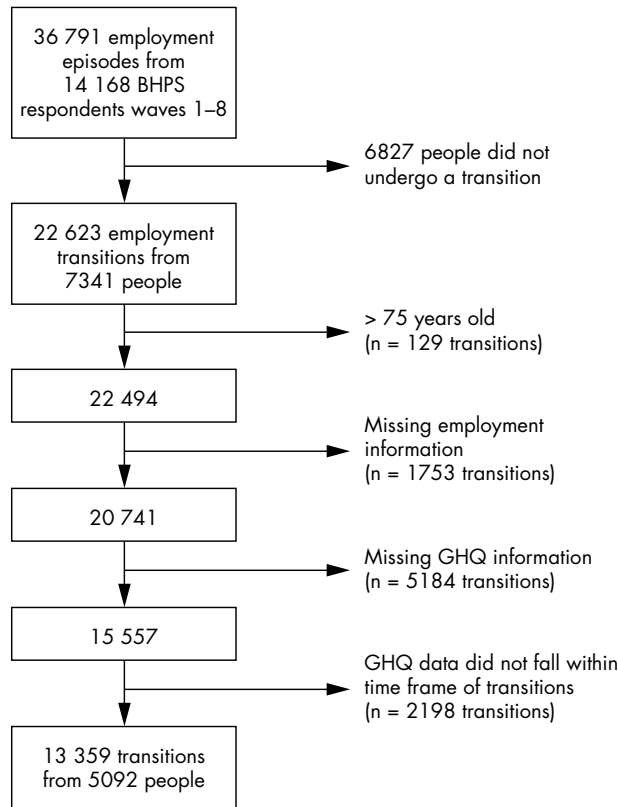 36 791 employment
episodes from
14 168 BHPS
respondents waves 1–8
6827 people did not
undergo a transition
22 623 employment
transitions from
7341 people
> 75 years old
(n = 129 transitions)
22 494
Missing employment
information
(n = 1753 transitions)
20 741
Missing GHQ information
(n = 5184 transitions)
15 557
GHQ data did not fall within
time frame of transitions
(n = 2198 transitions)
13 359 transitions
from 5092 people